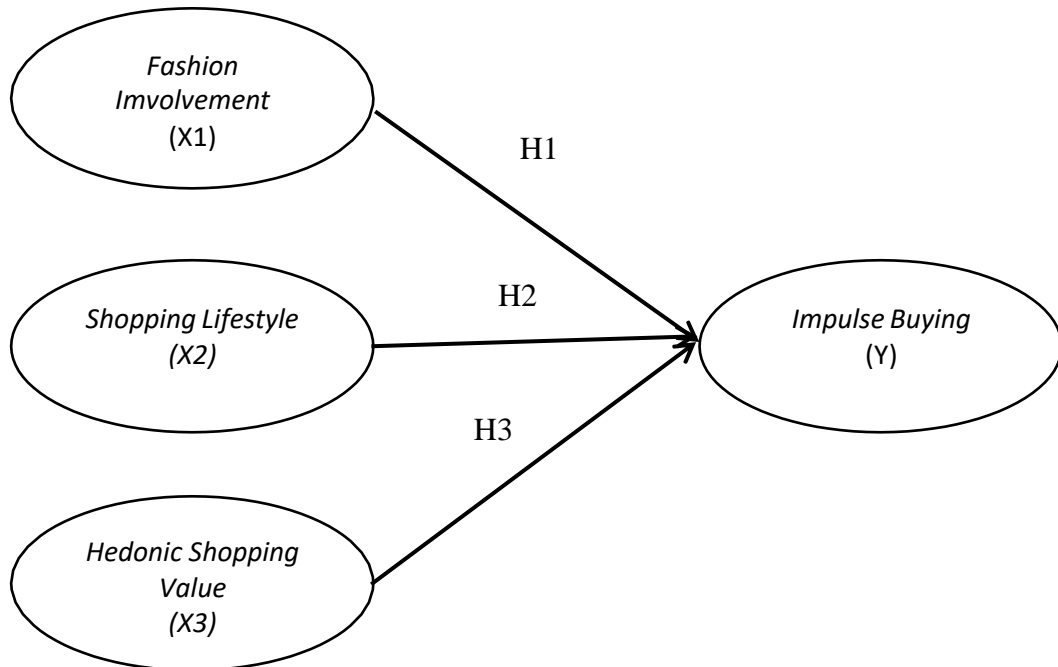 Fashion
Imvolvement
(X1)
H1
Shopping Lifestyle
(X2)
H2
Impulse Buying
(Y)
H3
Hedonic Shopping
Value
(X3)